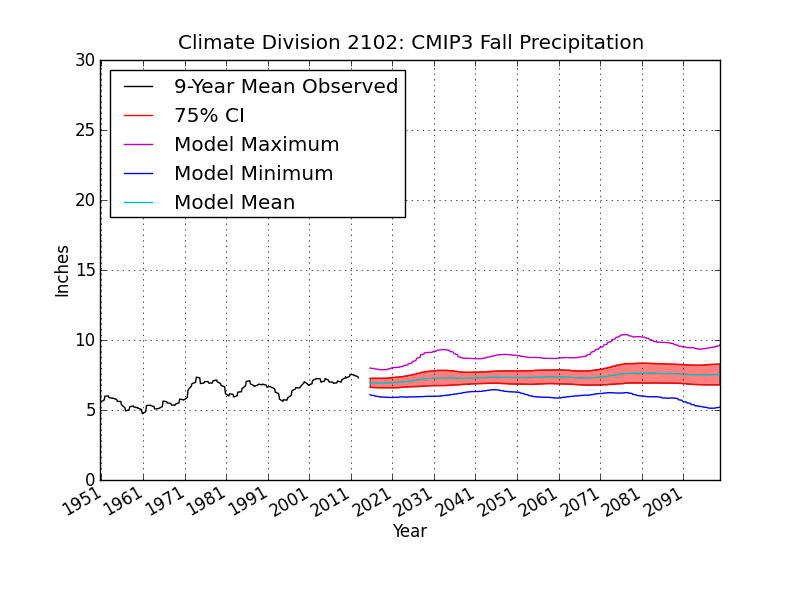 Climate Division 2102: CMIP3 Fall Precipitation
30
25
20
15
10
5
0
Inches
9-Year Mean Observed
75% CI
Model Maximum
Model Minimum
Model Mean
1951 1961 1971 1981 1991 2001 2011 2021 2031 2041 2051 2061 2071 2081 2091
Year